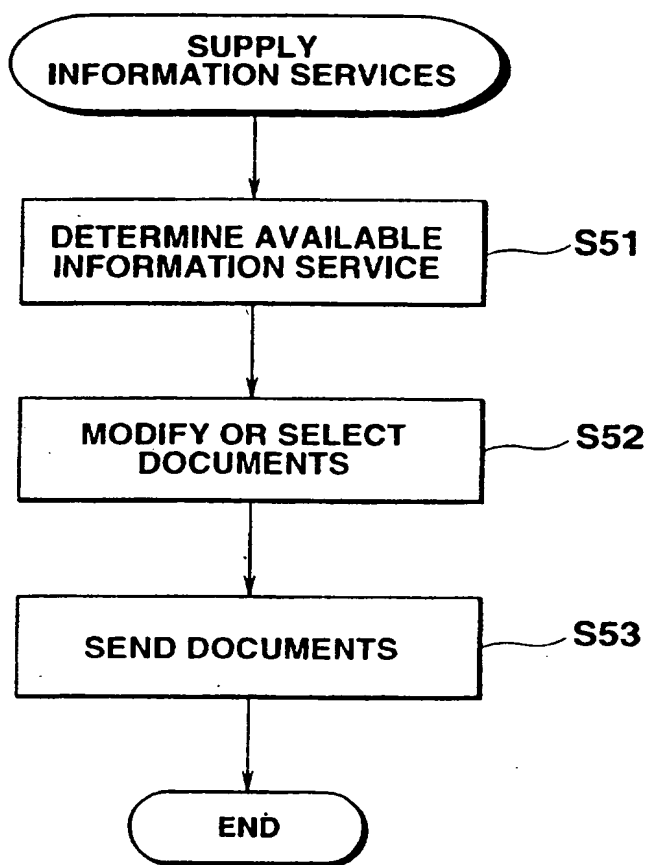 SUPPLY
INFORMATION SERVICES
DETERMINE AVAILABLE
INFORMATION SERVICE
S51
MODIFY OR SELECT
DOCUMENTS
S52
SEND DOCUMENTS
S53
END